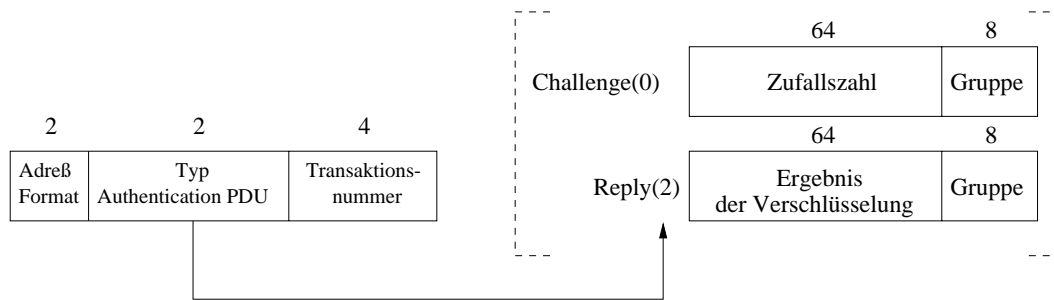 64 8
Challenge(0) Zufallszahl Gruppe
2 2 4
64 8
Adreß
Format
Typ
Authentication PDU
Transaktions-
nummer
Reply(2)
Ergebnis
der Verschlüsselung
Gruppe